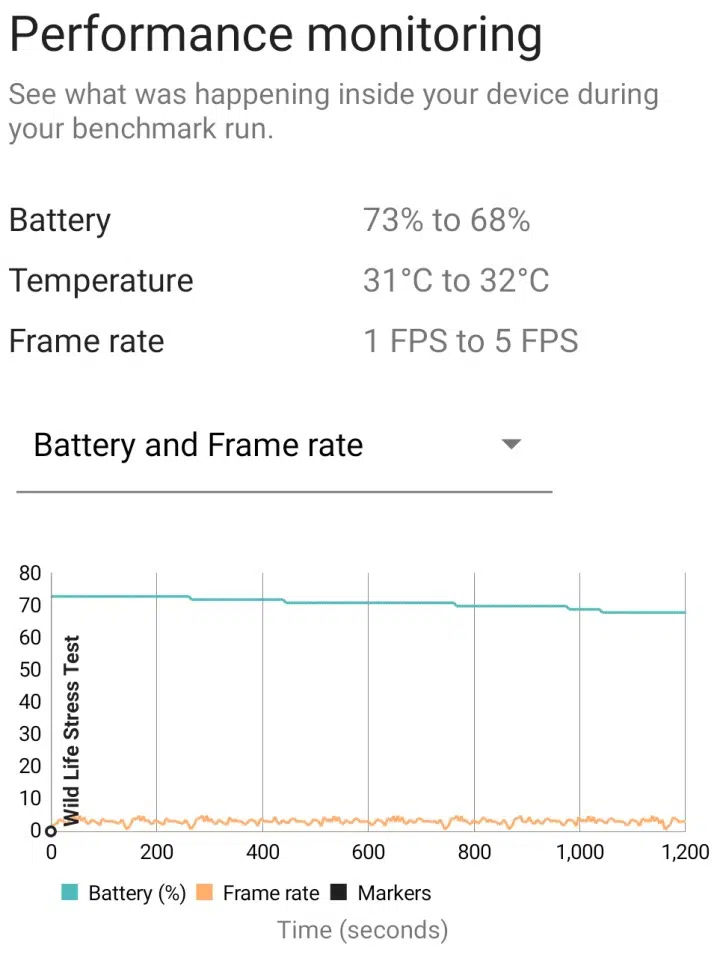 Performance monitoring
See what was happening inside your device during
your benchmark run.
Battery 73% to 68%
Temperature 31°C to 32°C
Frame rate 1 FPS to 5 FPS
Battery and Frame rate
80
70
60
50
40
30
20
10
0
Wild Life Stress Test
0 200 400 600 800 1,000 1,200
Battery (%) Frame rate Markers
Time (seconds)